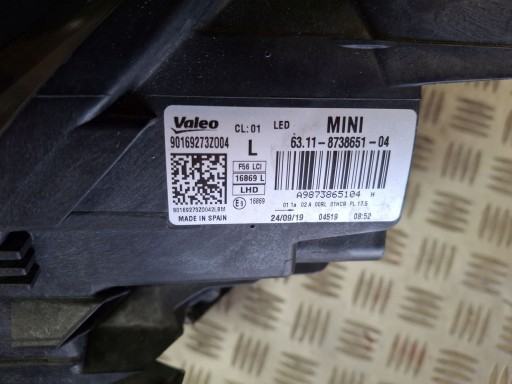 Valeo CL: 01 LED MINI
90169273Z004 L 63.11-8738651-04
F56 LCI
16869 L
LHD
16869
A9873865104 H
MADE IN SPAIN
24/09/19 04519 08:52